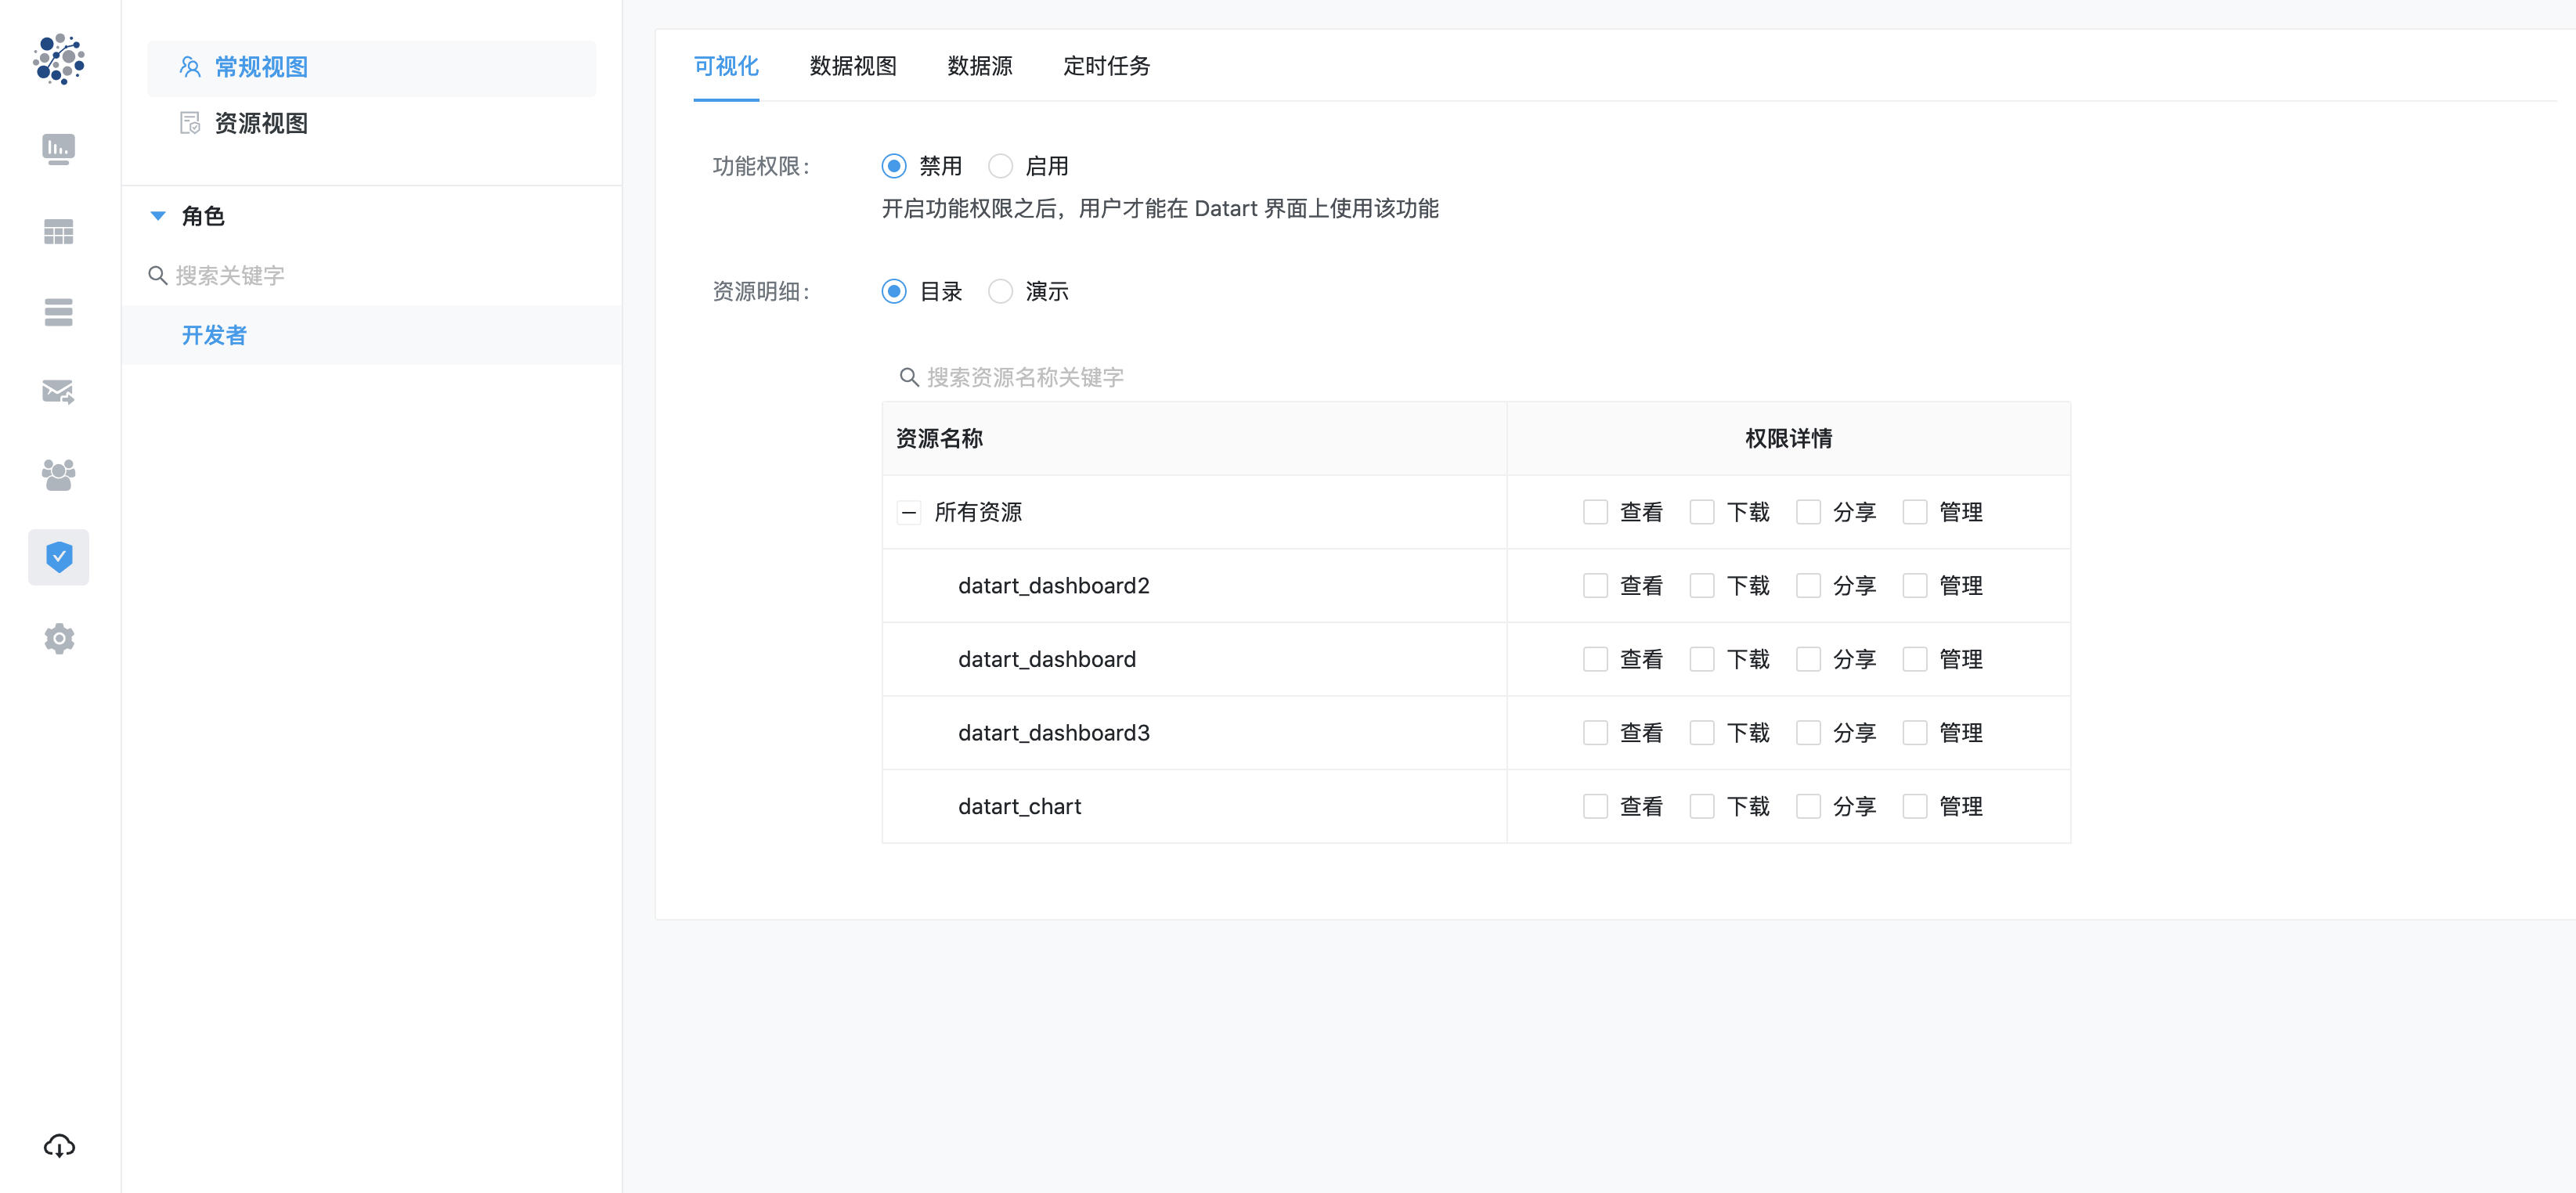 常规视图
资源视图
角色
搜索关键字
开发者
可视化 数据视图 数据源 定时任务
功能权限: 禁用 启用
开启功能权限之后，用户才能在 Datart 界面上使用该功能
资源明细: 目录 演示
搜索资源名称关键字
资源名称 权限详情
所有资源 查看 下载 分享 管理
datart_dashboard2 查看 下载 分享 管理
datart_dashboard 查看 下载 分享 管理
datart_dashboard3 查看 下载 分享 管理
datart_chart 查看 下载 分享 管理